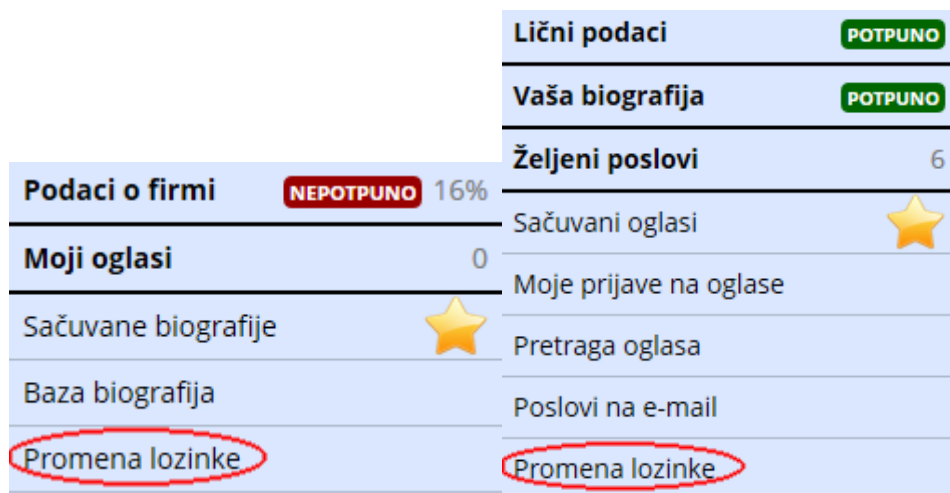 Podaci o firmi NEPOTPUNO 16%
Moji oglasi 0
Sačuvane biografije
Baza biografija
Promena lozinke
Lični podaci POTPUNO
Vaša biografija POTPUNO
Željeni poslovi 6
Sačuvani oglasi
Moje prijave na oglase
Pretraga oglasa
Poslovi na e-mail
Promena lozinke